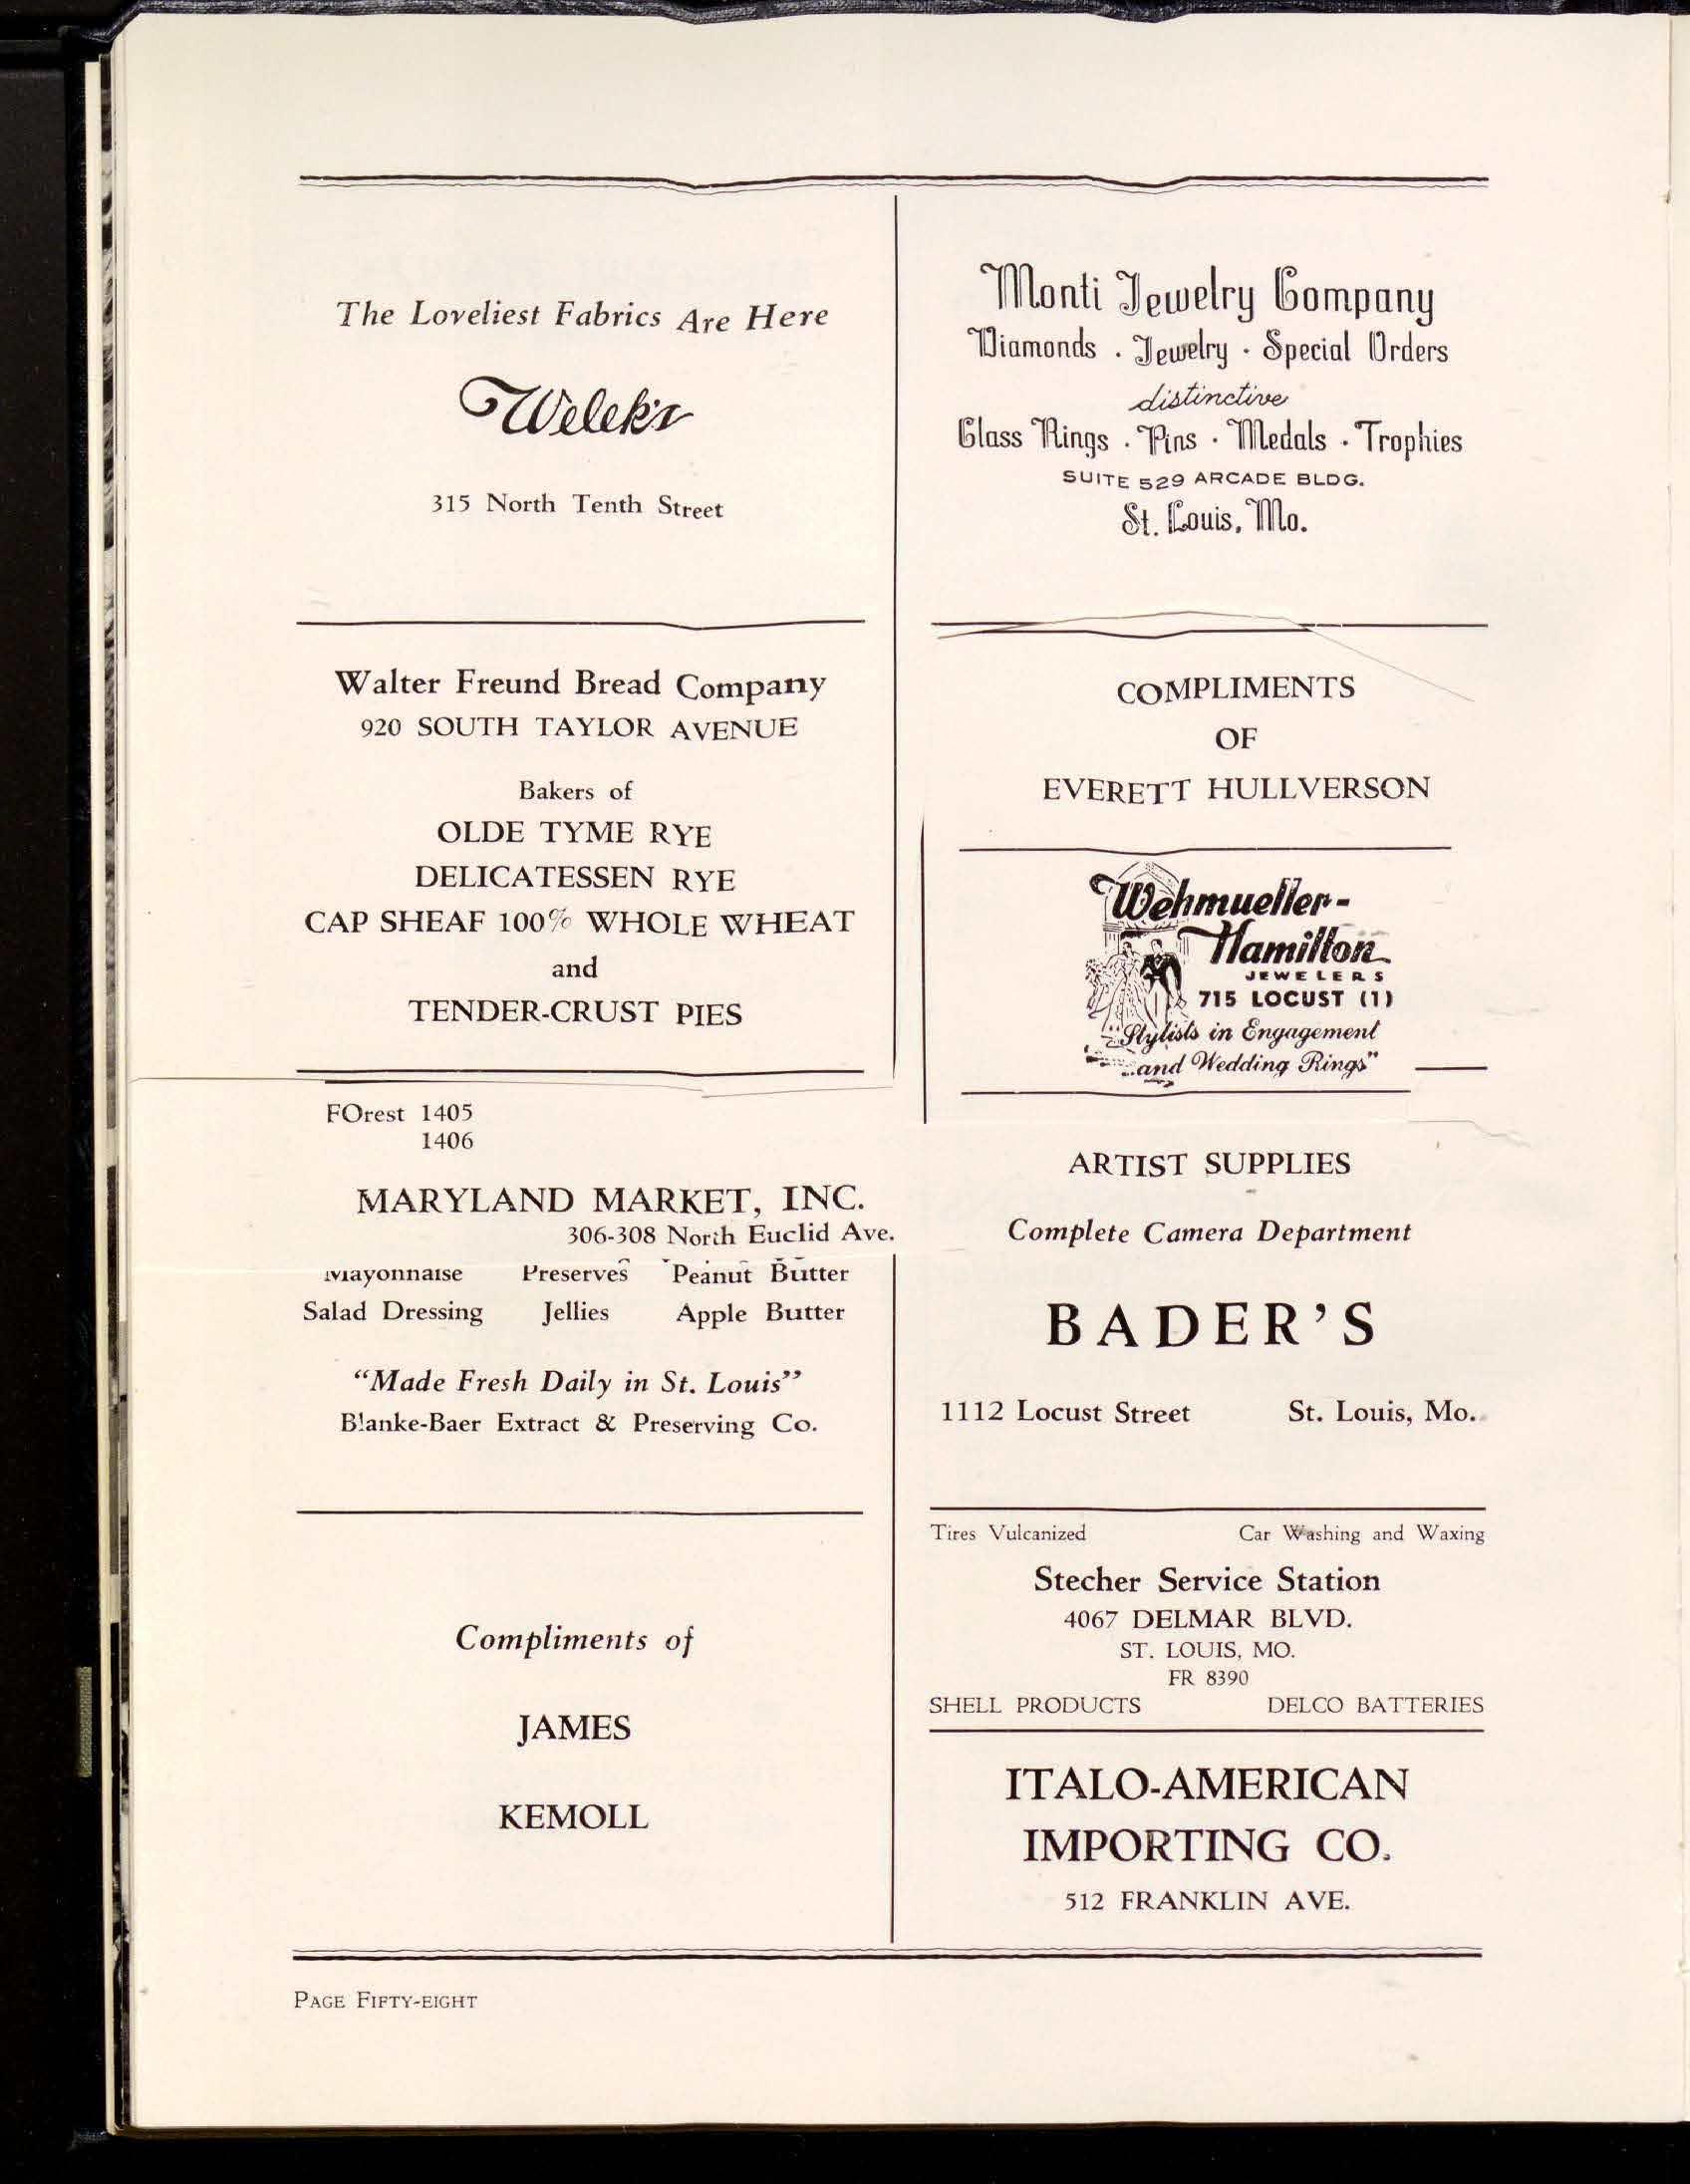 The Loveliest Fabrics Are Here
Welek's
315 North Tenth Street
Walter Freund Bread Company
920 SOUTH TAYLOR AVENUE
Bakers of
OLDE TYME RYE
DELICATESSEN RYE
CAP SHEAF 100% WHOLE WHEAT
and
TENDER-CRUST PIES
FOrest 1405
1406
MARYLAND MARKET, INC.
306-308 North Euclid Ave.
Mayonnaise Preserves Peanut Butter
Salad Dressing Jellies Apple Butter
“Made Fresh Daily in St. Louis”
Blanke-Baer Extract & Preserving Co.
Compliments of
JAMES
KEMOLL
Monti Jewelry Company
Diamonds · Jewelry · Special Orders
distinctive
Class Rings · Pins · Medals · Trophies
SUITE 529 ARCADE BLDG.
St. Louis, Mo.
COMPLIMENTS
OF
EVERETT HULLVERSON
Wehmueller-
Hamilton
JEWELERS
715 LOCUST (1)
"Stylists in Engagement
and Wedding Rings"
ARTIST SUPPLIES
Complete Camera Department
BADER'S
1112 Locust Street St. Louis, Mo.
Tires Vulcanized Car Washing and Waxing
Stecher Service Station
4067 DELMAR BLVD.
ST. LOUIS, MO.
FR 8390
SHELL PRODUCTS DELCO BATTERIES
ITALO-AMERICAN
IMPORTING CO.
512 FRANKLIN AVE.
PAGE FIFTY-EIGHT